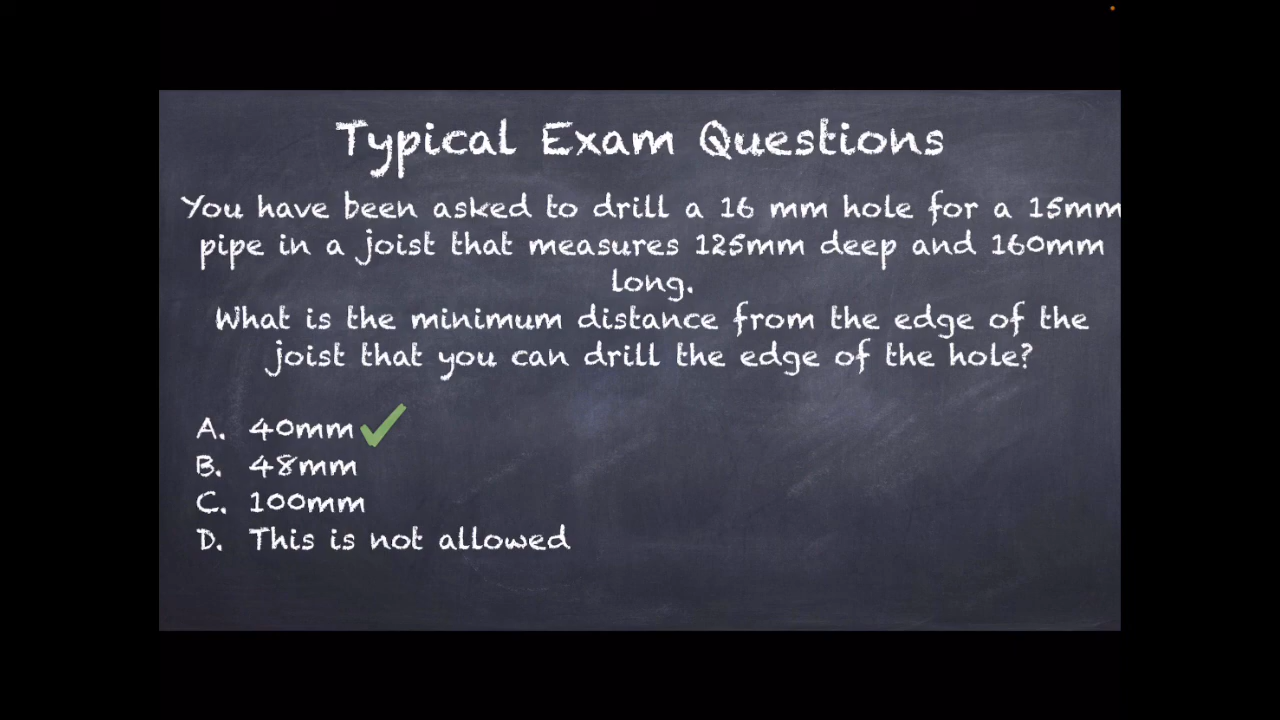 Typical Exam Questions
You have been asked to drill a 16 mm hole for a 15mm
pipe in a joist that measures 125mm deep and 160mm
long.
What is the minimum distance from the edge of the
joist that you can drill the edge of the hole?
A. 40mm
B. 48mm
C. 100mm
D. This is not allowed